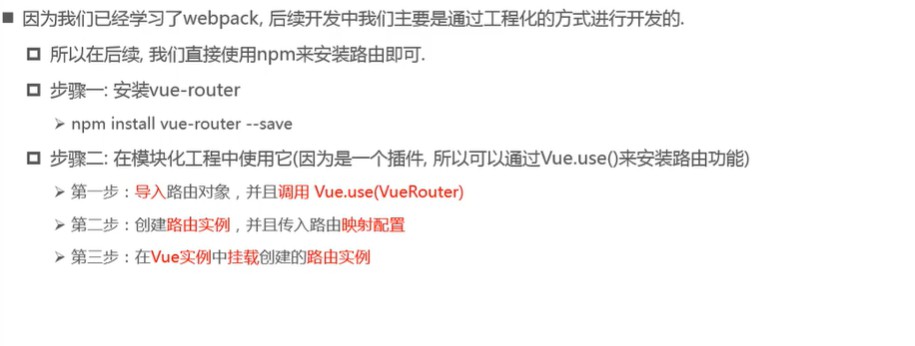 ■ 因为我们已经学习了webpack, 后续开发中我们主要是通过工程化的方式进行开发的.
所以在后续, 我们直接使用npm来安装路由即可.
步骤一: 安装vue-router
➢ npm install vue-router --save
步骤二: 在模块化工程中使用它(因为是一个插件, 所以可以通过Vue.use()来安装路由功能)
➢ 第一步：导入路由对象，并且调用 Vue.use(VueRouter)
➢ 第二步：创建路由实例，并且传入路由映射配置
➢ 第三步：在Vue实例中挂载创建的路由实例